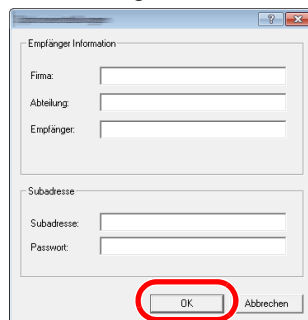 Empfänger Information
Firma:
Abteilung:
Empfänger:
Subadresse
Subadresse:
Passwort:
OK
Abbrechen